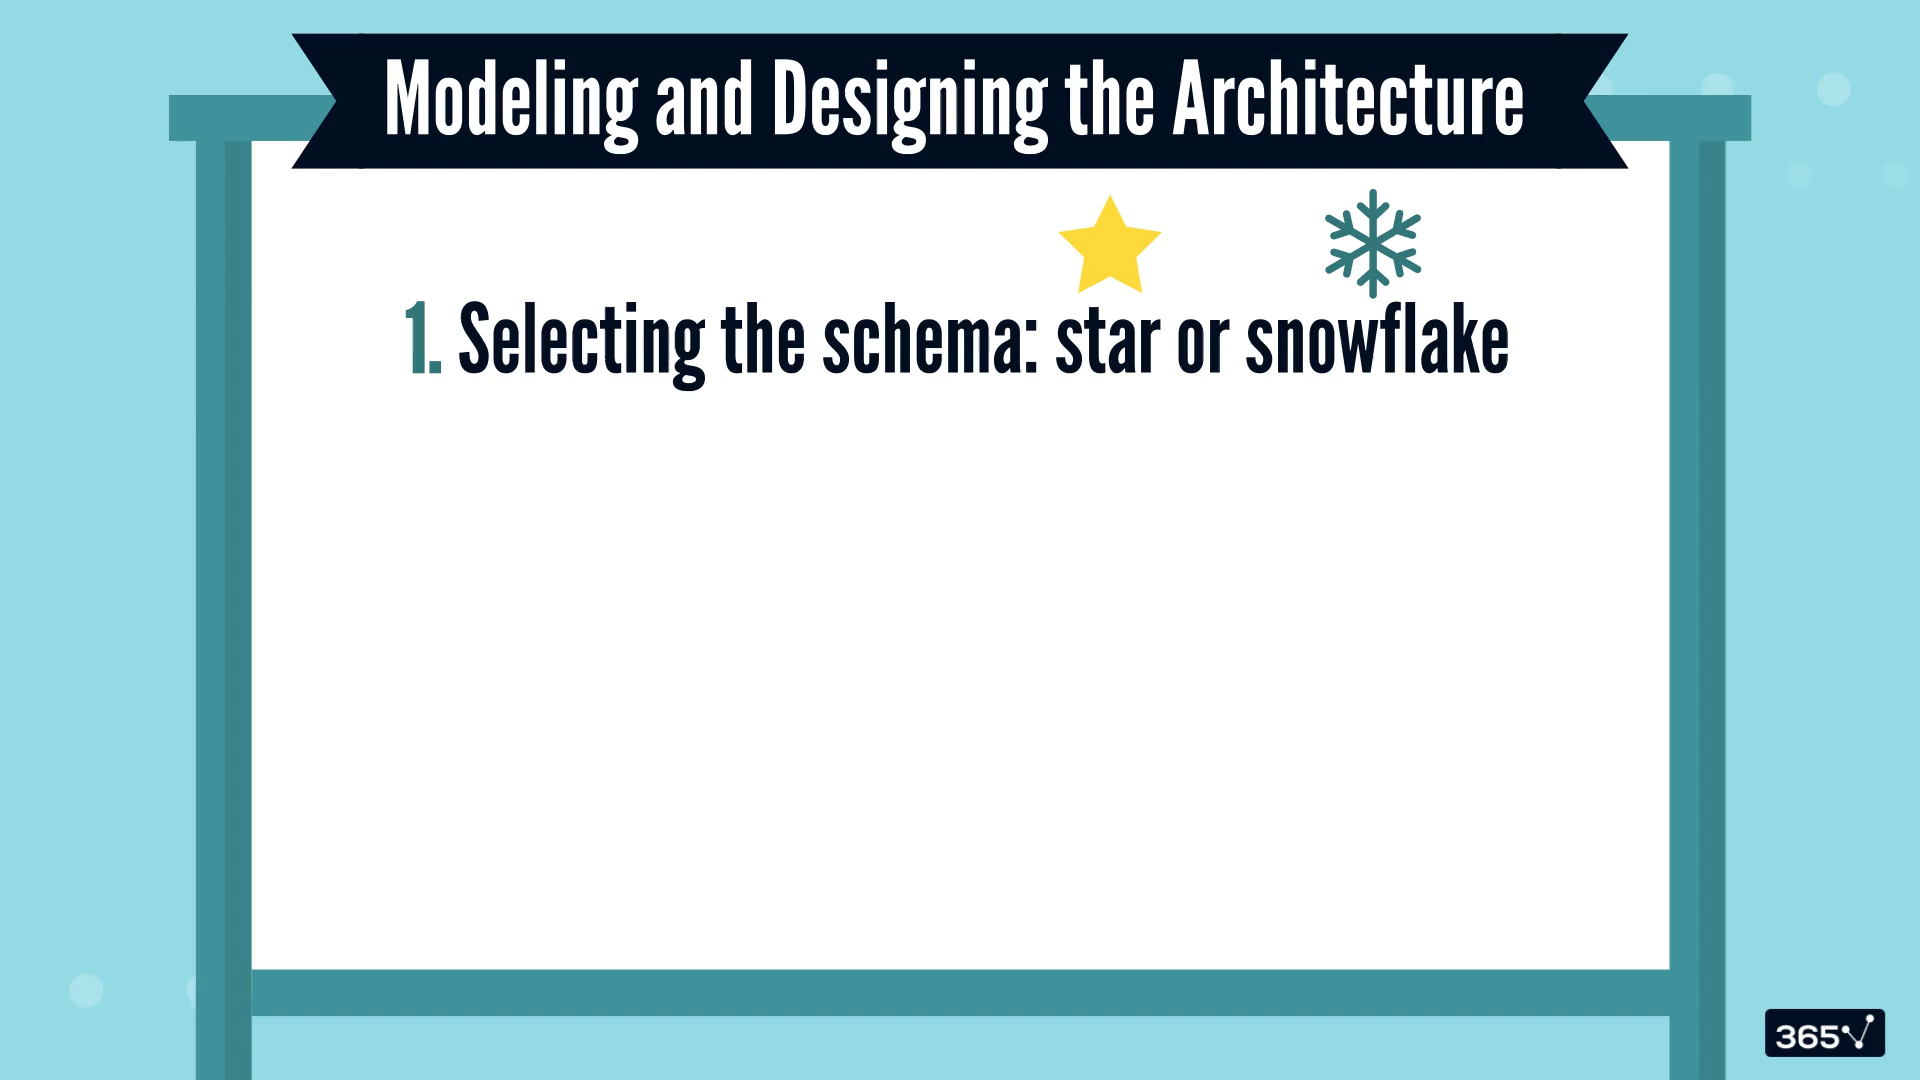 Modeling and Designing the Architecture
1. Selecting the schema: star or snowflake
365